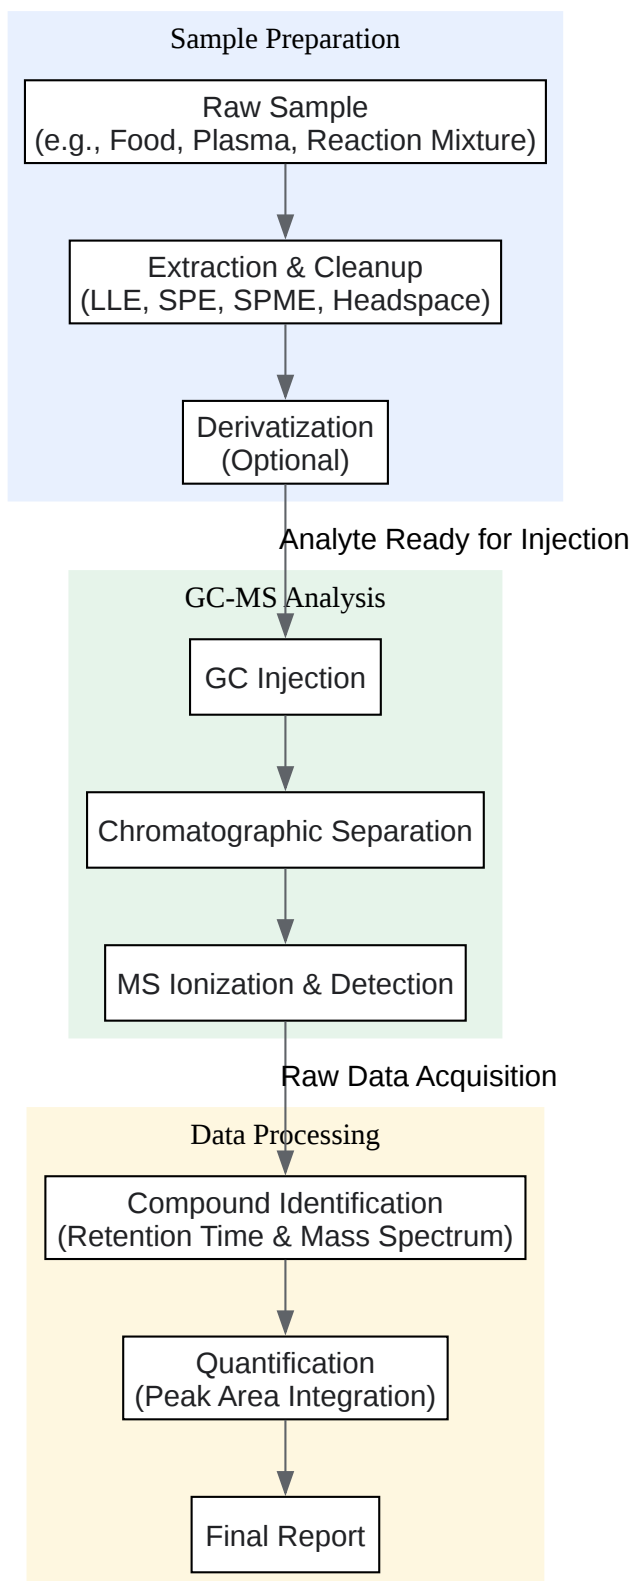 Sample Preparation
Raw Sample
(e.g., Food, Plasma, Reaction Mixture)
Extraction & Cleanup
(LLE, SPE, SPME, Headspace)
Derivatization
(Optional)
Analyte Ready for Injection
GC-MS Analysis
GC Injection
Chromatographic Separation
MS Ionization & Detection
Raw Data Acquisition
Data Processing
Compound Identification
(Retention Time & Mass Spectrum)
Quantification
(Peak Area Integration)
Final Report